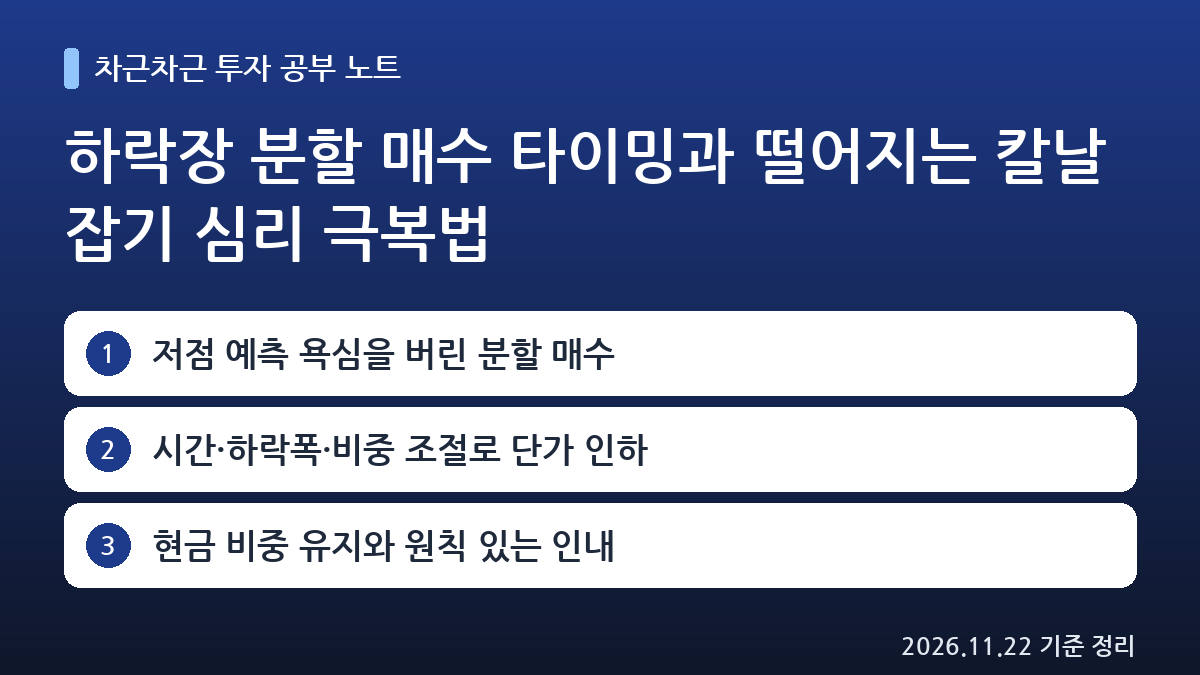 차근차근 투자 공부 노트
하락장 분할 매수 타이밍과 떨어지는 칼날
잡기 심리 극복법
1 저점 예측 욕심을 버린 분할 매수
2 시간·하락폭·비중 조절로 단가 인하
3 현금 비중 유지와 원칙 있는 인내
2026.11.22 기준 정리